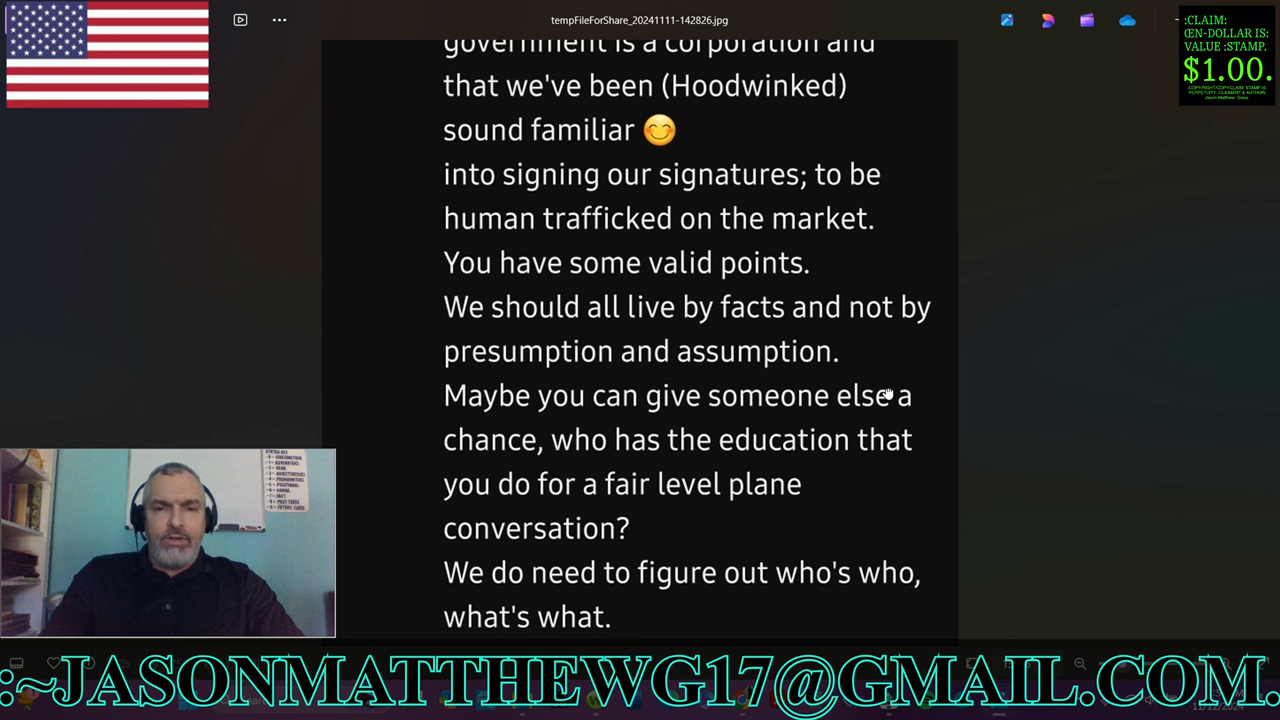 tempFileForShare_20241111-142826.jpg
:CLAIM:
ŒN-DOLLAR IS:
VALUE :STAMP.
$1.00.
government is a corporation and
that we've been (Hoodwinked)
sound familiar 😊
into signing our signatures; to be
human trafficked on the market.
You have some valid points.
We should all live by facts and not by
presumption and assumption.
Maybe you can give someone else a
chance, who has the education that
you do for a fair level plane
conversation?
We do need to figure out who's who,
what's what.
:~JASONMATTHEWG17@GMAIL.COM.